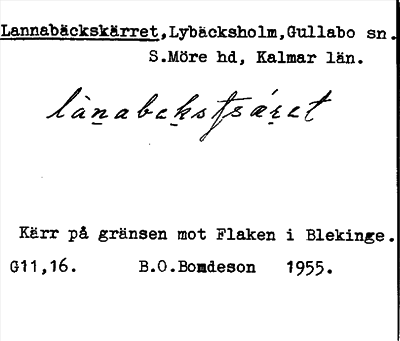 Lannabäckskärret,Lybäcksholm,Gullabo sn.
S.Möre hd, Kalmar län.
Kärr på gränsen mot Flaken i Blekinge.
G11,16. B.O.Bomdeson 1955.